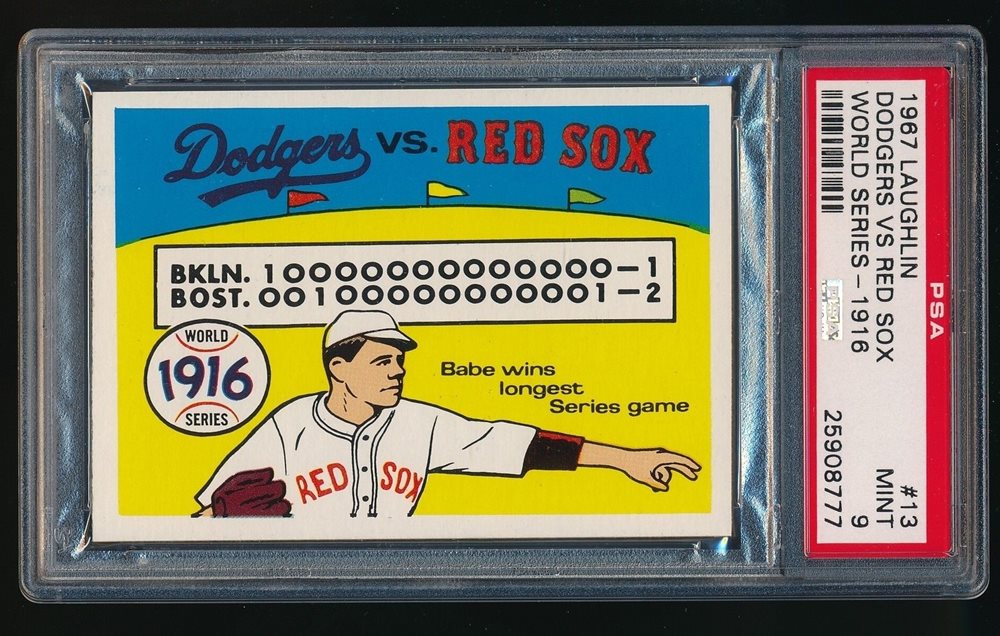 Dodgers vs. RED SOX
BKLN. 10000000000000–1
BOST. 00100000000001–2
WORLD
1916
SERIES
Babe wins
longest
Series game
RED SOX
PSA
1967 LAUGHLIN #13
DODGERS VS RED SOX MINT
WORLD SERIES - 1916 9
25908777
PSA